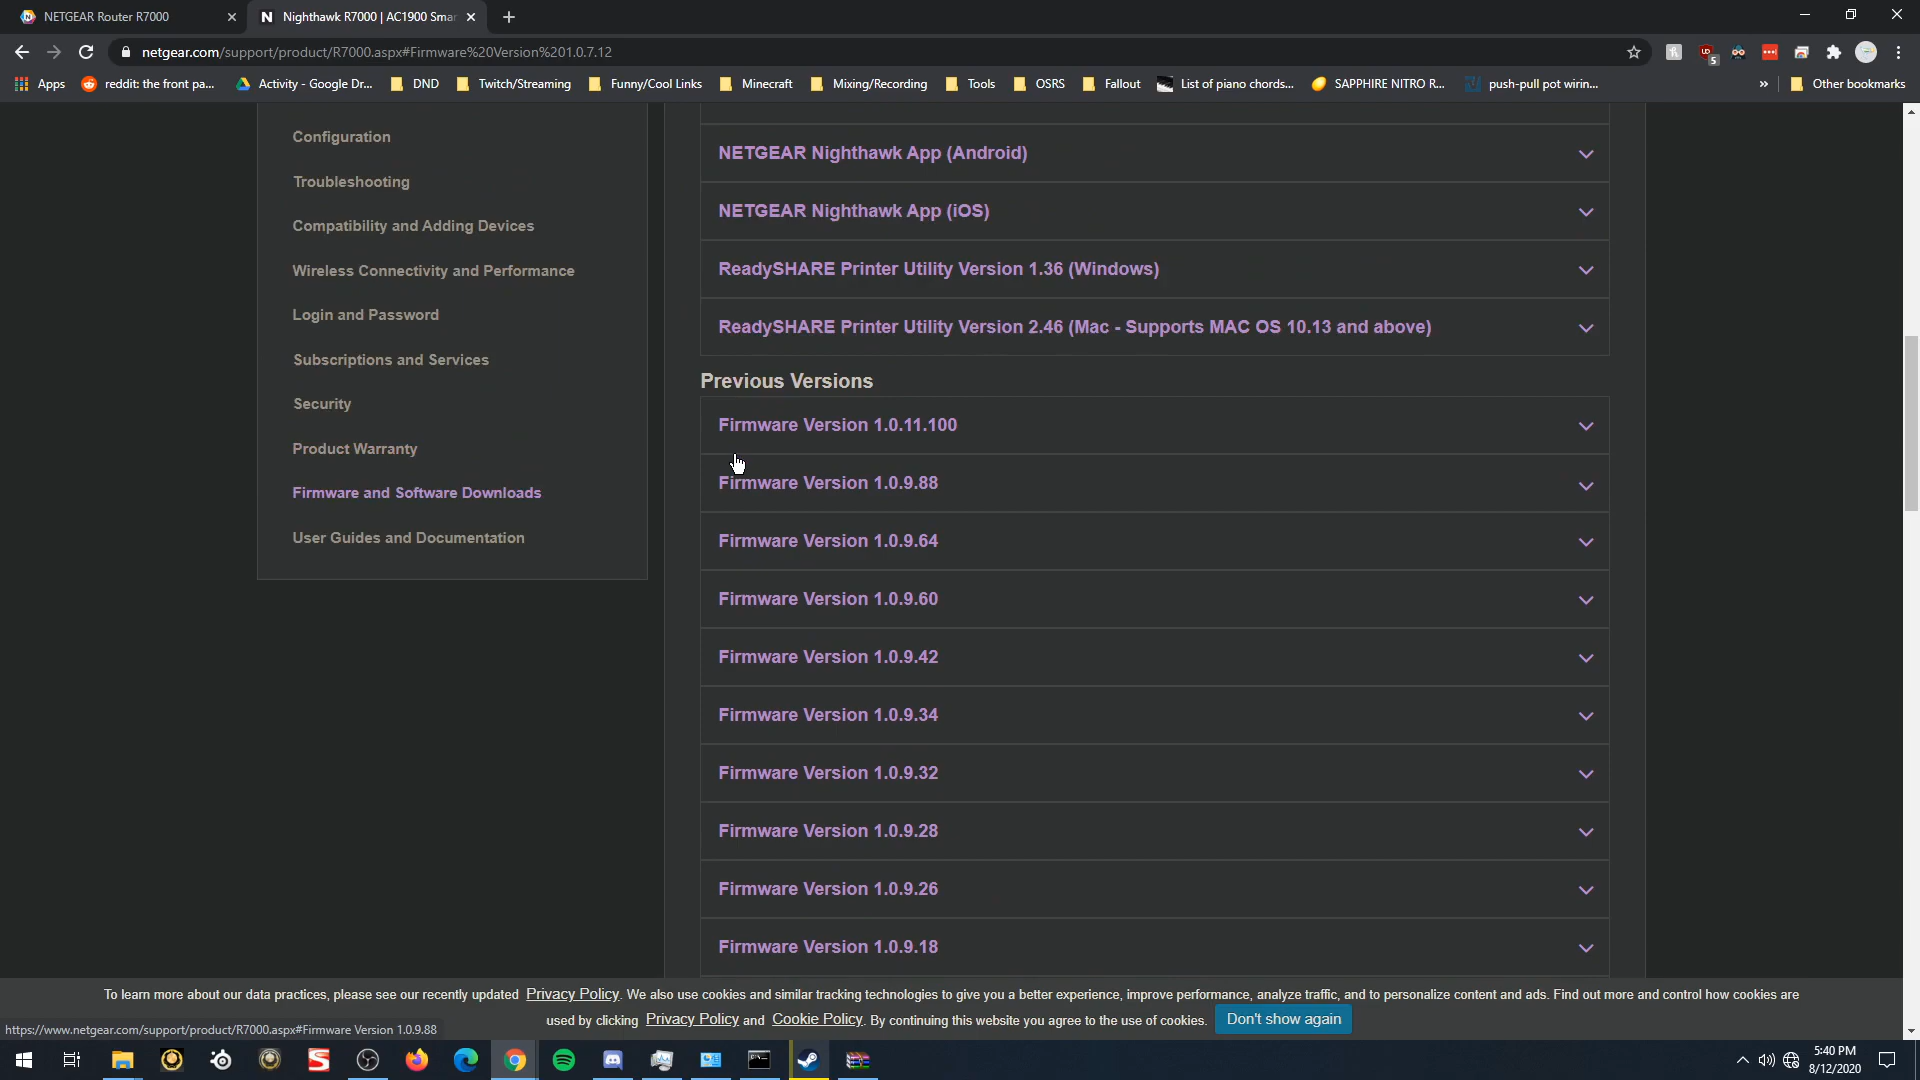 NETGEAR Router R7000
Nighthawk R7000 | AC1900 Smar
netgear.com/support/product/R7000.aspx#Firmware%20Version%201.0.7.12
5
Apps
reddit: the front pa...
Activity - Google Dr...
DND
Twitch/Streaming
Funny/Cool Links
Minecraft
Mixing/Recording
Tools
OSRS
Fallout
List of piano chords...
SAPPHIRE NITRO R...
push-pull pot wirin...
»
Other bookmarks
Configuration
Troubleshooting
Compatibility and Adding Devices
Wireless Connectivity and Performance
Login and Password
Subscriptions and Services
Security
Product Warranty
Firmware and Software Downloads
User Guides and Documentation
NETGEAR Nighthawk App (Android)
NETGEAR Nighthawk App (iOS)
ReadySHARE Printer Utility Version 1.36 (Windows)
ReadySHARE Printer Utility Version 2.46 (Mac - Supports MAC OS 10.13 and above)
Previous Versions
Firmware Version 1.0.11.100
Firmware Version 1.0.9.88
Firmware Version 1.0.9.64
Firmware Version 1.0.9.60
Firmware Version 1.0.9.42
Firmware Version 1.0.9.34
Firmware Version 1.0.9.32
Firmware Version 1.0.9.28
Firmware Version 1.0.9.26
Firmware Version 1.0.9.18
To learn more about our data practices, please see our recently updated Privacy Policy. We also use cookies and similar tracking technologies to give you a better experience, improve performance, analyze traffic, and to personalize content and ads. Find out more and control how cookies are
used by clicking Privacy Policy and Cookie Policy. By continuing this website you agree to the use of cookies. Don't show again
https://www.netgear.com/support/product/R7000.aspx#Firmware Version 1.0.9.88
5:40 PM
8/12/2020